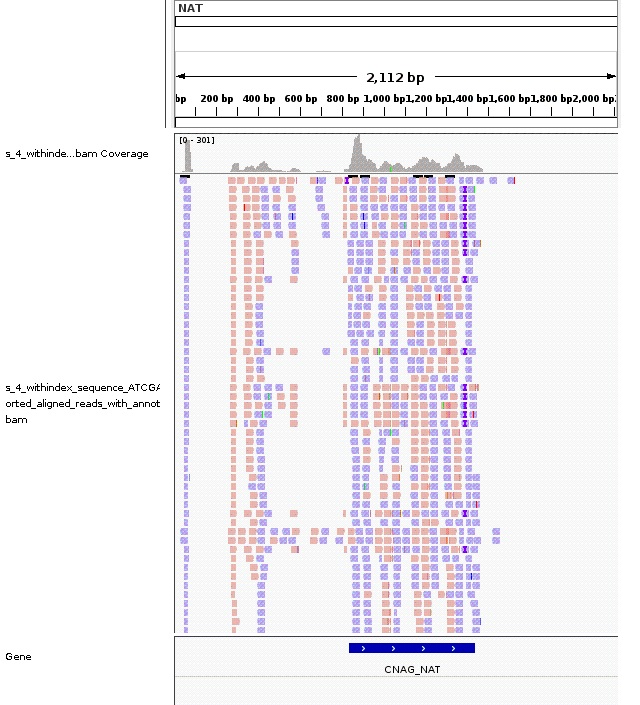 NAT
2,112 bp
bp 200 bp 400 bp 600 bp 800 bp 1,000 bp 1,200 bp 1,400 bp 1,600 bp 1,800 bp 2,000 bp
[0 - 301]
s_4_withinde...bam Coverage
s_4_withindex_sequence_ATCGA
orted_aligned_reads_with_annot
bam
Gene
CNAG_NAT